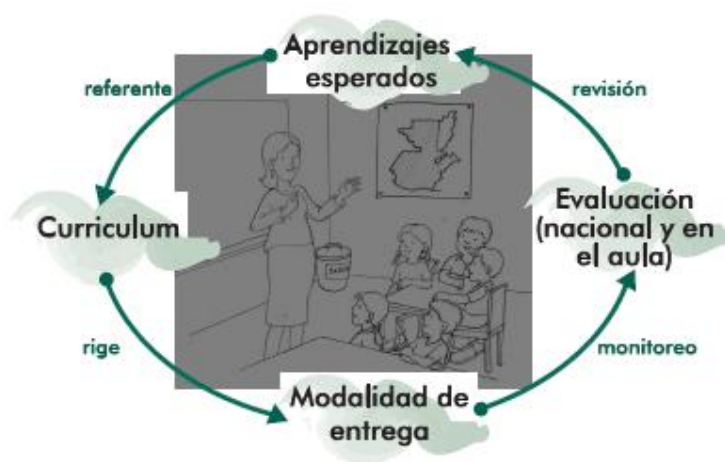 Aprendizajes
esperados
referente
revisión
Curriculum
Evaluación
(nacional y en
el aula)
rige
monitoreo
Modalidad de
entrega